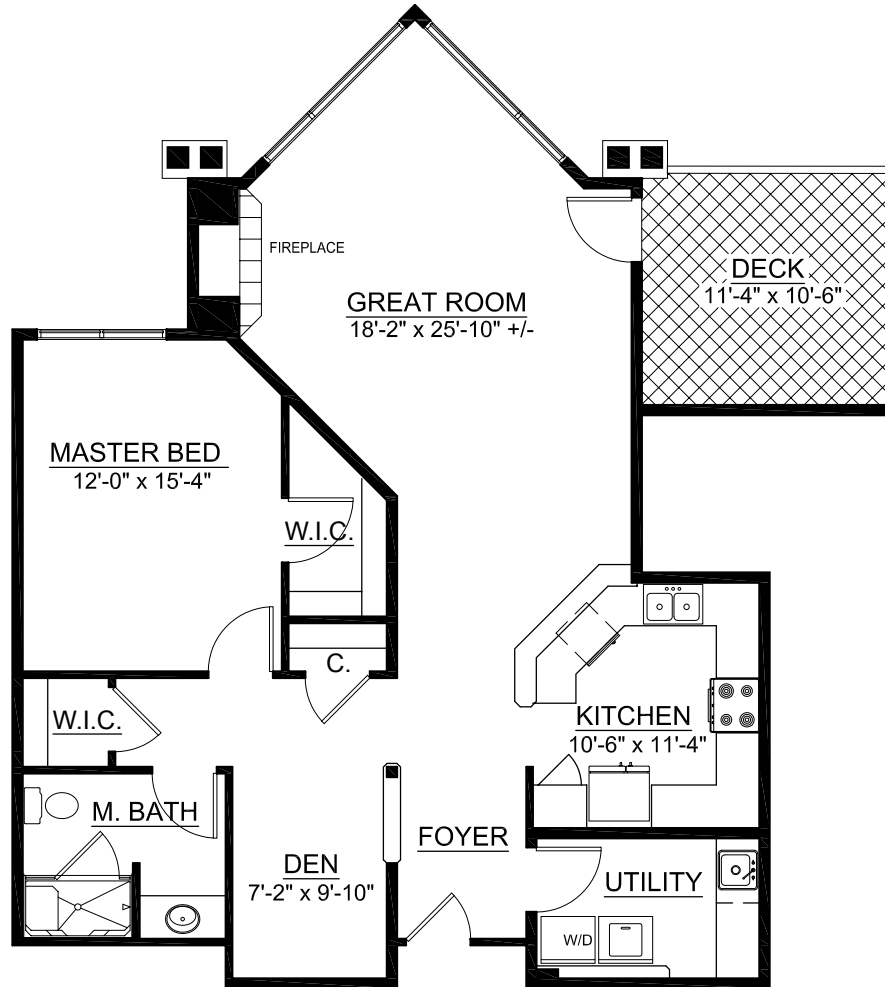 FIREPLACE
DECK
11'-4" x 10'-6"
GREAT ROOM
18'-2" x 25'-10" +/-
MASTER BED
12'-0" x 15'-4"
W.I.C.
C.
W.I.C.
KITCHEN
10'-6" x 11'-4"
M. BATH
FOYER
DEN
7'-2" x 9'-10"
UTILITY
W/D